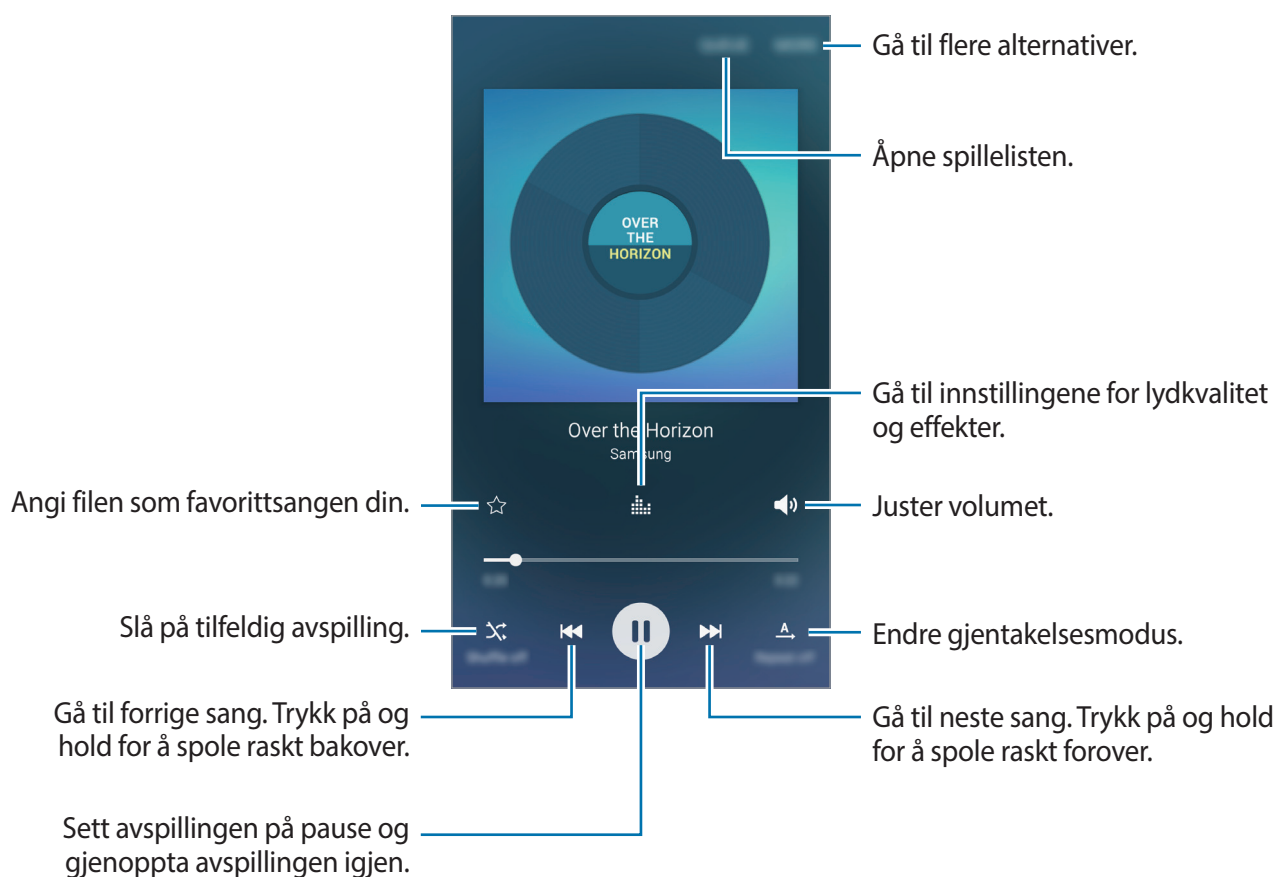 Gå til flere alternativer.
Åpne spillelisten.
OVER
THE
HORIZON
Gå til innstillingene for lydkvalitet
og effekter.
Over the Horizon
Samsung
Angi filen som favorittsangen din.
Juster volumet.
Slå på tilfeldig avspilling.
A
Endre gjentakelsesmodus.
Gå til forrige sang. Trykk på og
hold for å spole raskt bakover.
Gå til neste sang. Trykk på og hold
for å spole raskt forover.
Sett avspillingen på pause og
gjenoppta avspillingen igjen.